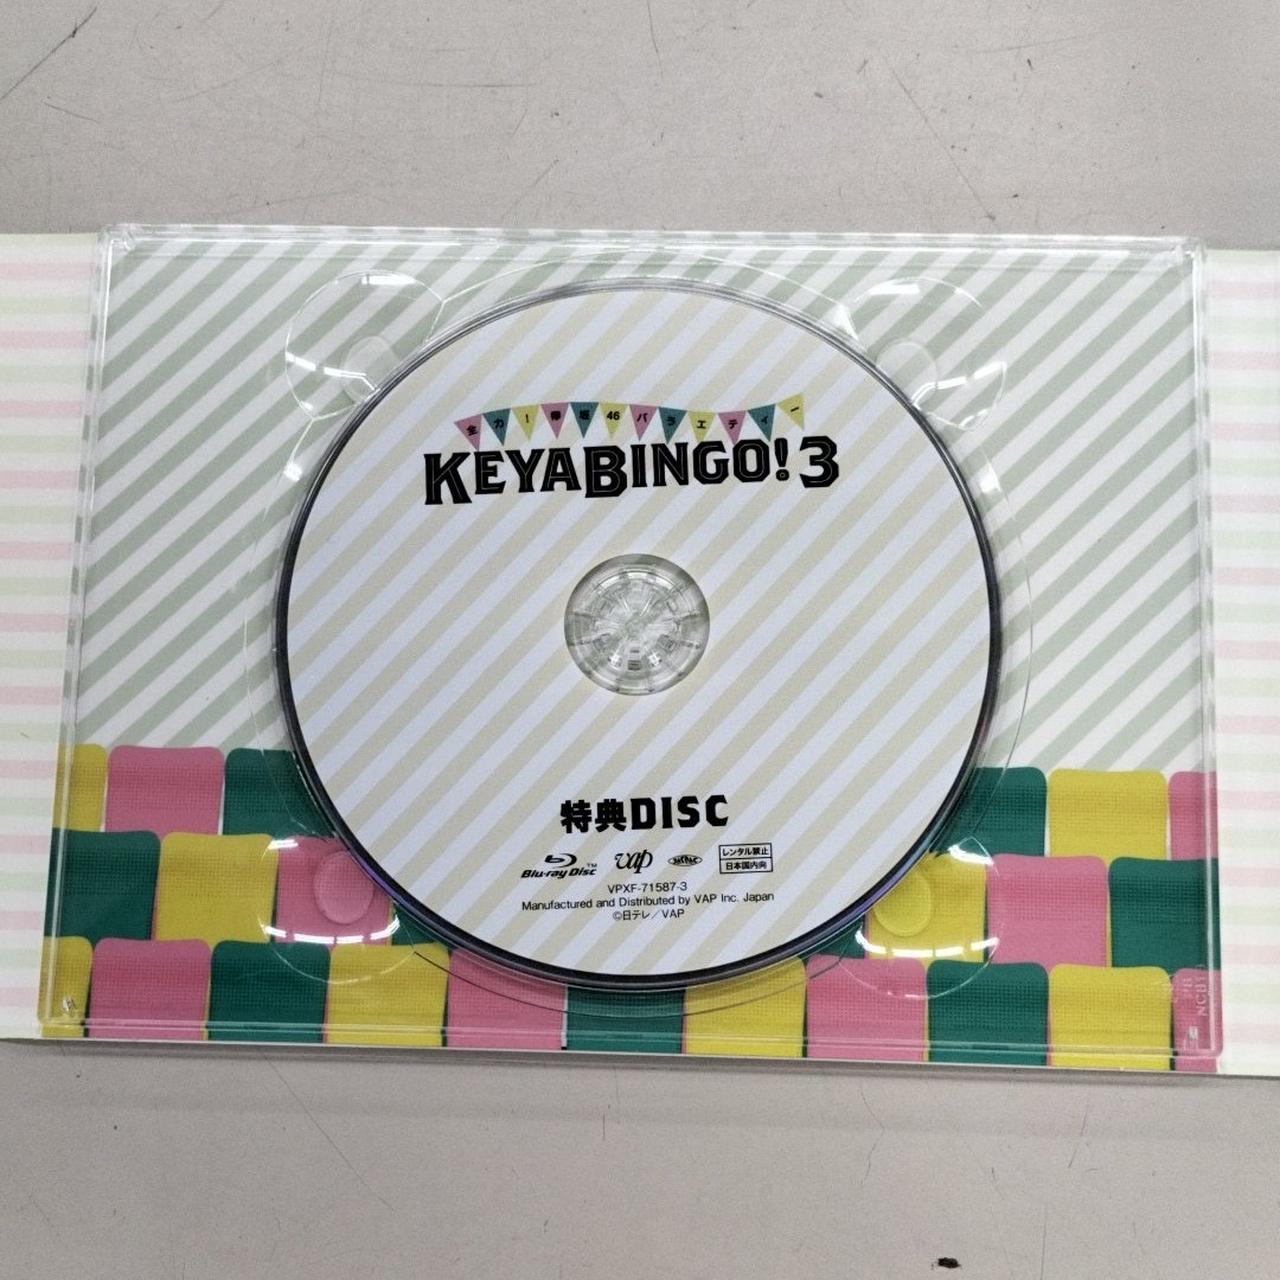 全力!欅坂46バラエティー
KEYABINGO!3
特典DISC
Blu-ray Disc™ vap レンタル禁止
日本国内向
VPXF-71587-3
Manufactured and Distributed by VAP Inc. Japan
©日テレ/VAP